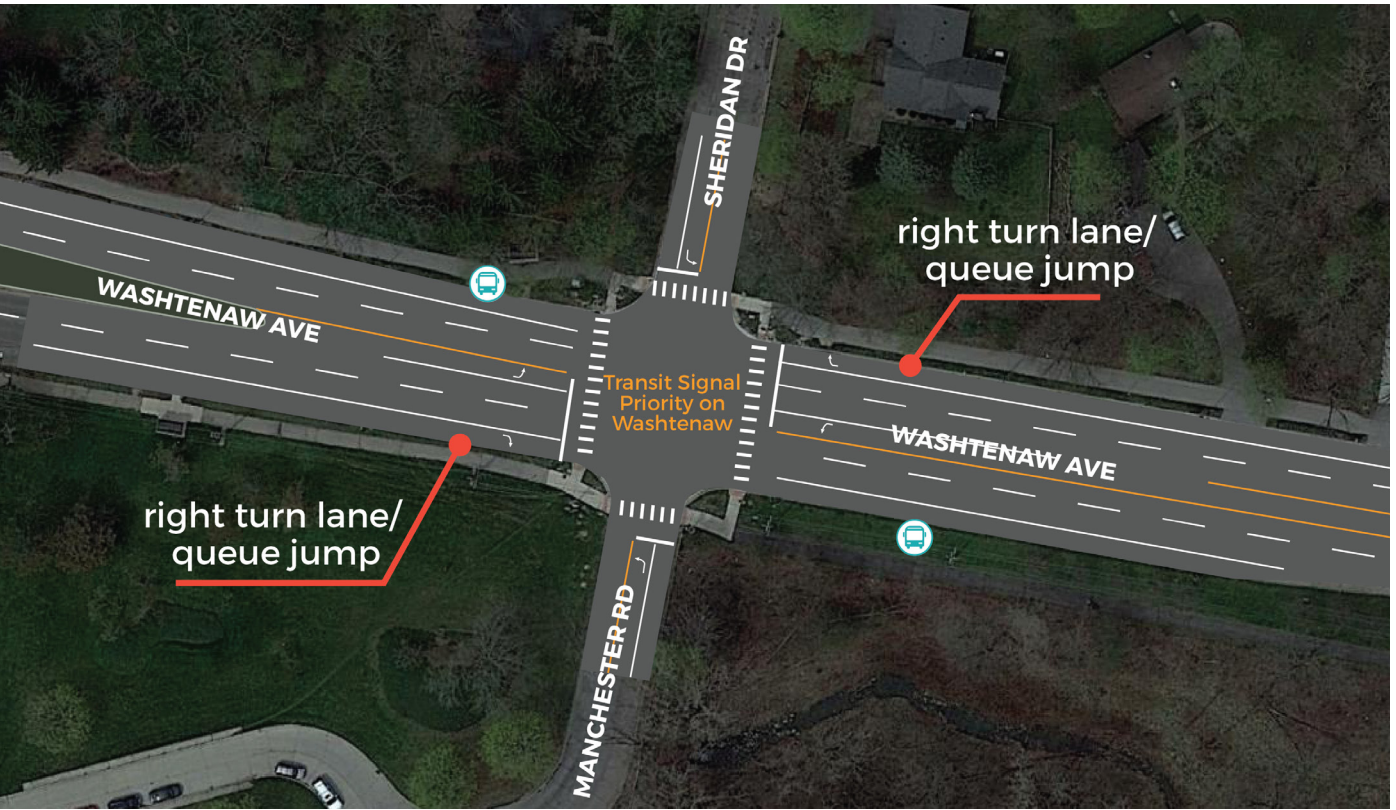 SHERIDAN DR
right turn lane/
queue jump
WASHTENAW AVE
Transit Signal
Priority on
Washtenaw
WASHTENAW AVE
right turn lane/
queue jump
MANCHESTER RD